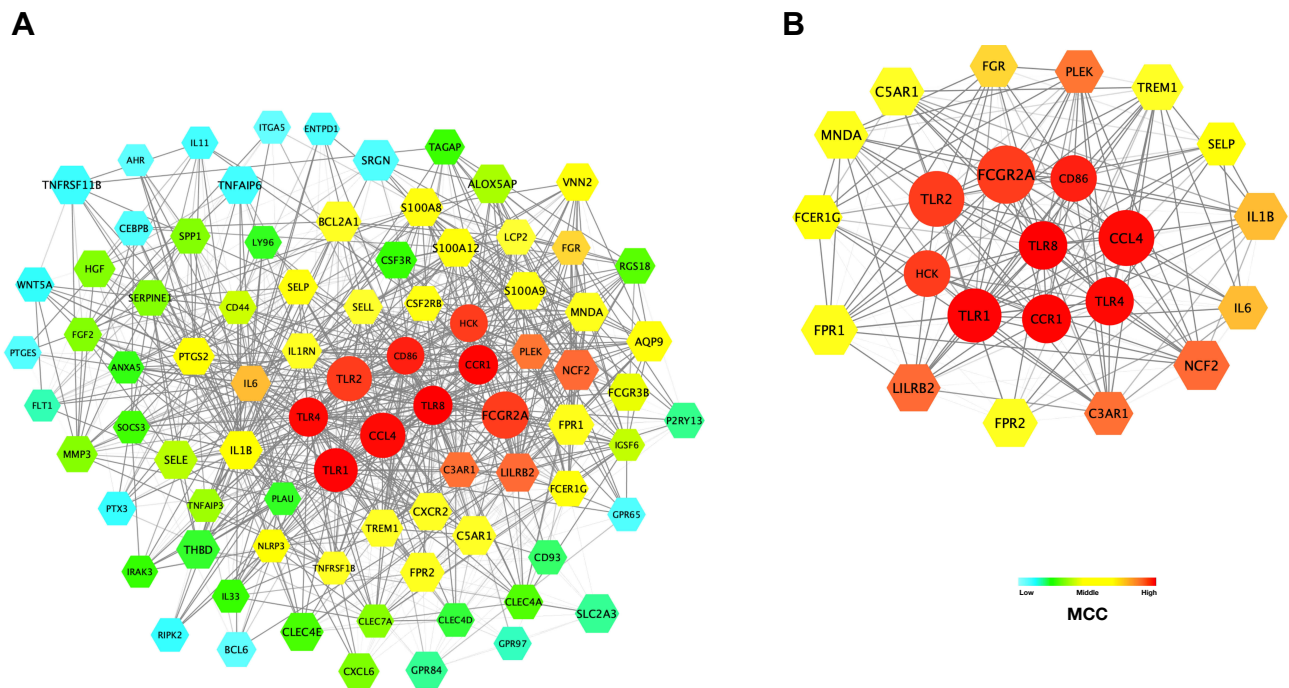 A
ITGA5
ENTPD1
IL11
AHR
SRGN
TAGAP
TNFRSF11B
TNFAIP6
ALOX5AP
VNN2
CEBPB
SPP1
BCL2A1
S100A8
LY96
S100A12
LCP2
FGR
CSF3R
RGS18
HGF
WNT5A
SERPINE1
SELP
S100A9
CD44
SELL
CSF2RB
MNDA
HCK
FGF2
PTGES
PTGS2
IL1RN
AQP9
CD86
CCR1
PLEK
ANXA5
NCF2
IL6
TLR2
FCGR3B
FLT1
TLR8
FCGR2A
TLR4
SOCS3
CCL4
FPR1
P2RY13
IL1B
IGSF6
MMP3
SELE
TLR1
C3AR1
LILRB2
FCER1G
PLAU
TNFAIP3
PTX3
CXCR2
GPR65
TREM1
C5AR1
THBD
NLRP3
CD93
TNFRSF1B
FPR2
IRAK3
IL33
CLEC4A
SLC2A3
CLEC7A
CLEC4D
RIPK2
CLEC4E
GPR97
BCL6
CXCL6
GPR84
B
FGR
PLEK
C5AR1
TREM1
MNDA
SELP
FCGR2A
CD86
TLR2
FCER1G
IL1B
TLR8
CCL4
HCK
TLR4
IL6
TLR1
CCR1
FPR1
NCF2
LILRB2
C3AR1
FPR2
Low
Middle
High
MCC